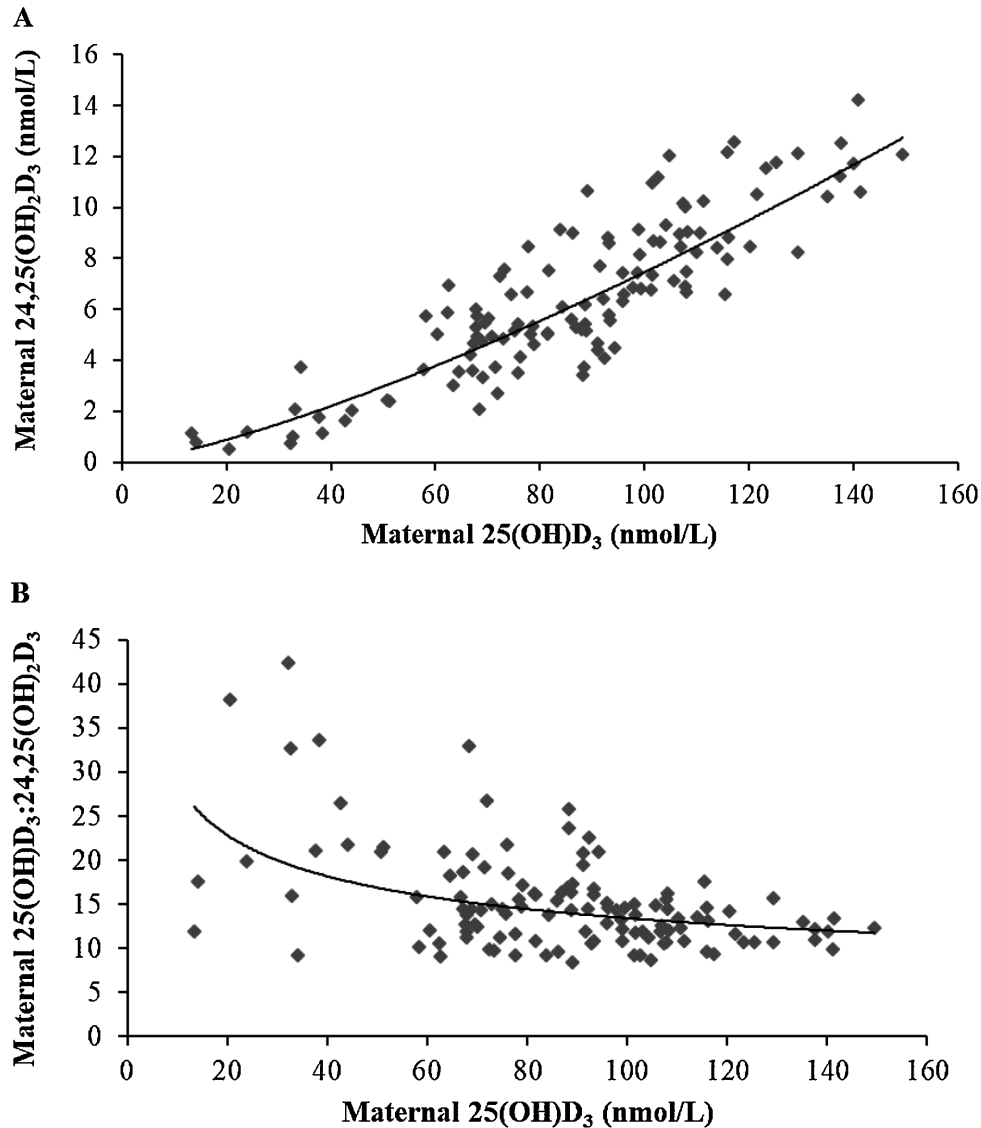 A
Maternal 24,25(OH)₂D₃ (nmol/L)
16
14
12
10
8
6
4
2
0
0 20 40 60 80 100 120 140 160
Maternal 25(OH)D₃ (nmol/L)
B
Maternal 25(OH)D₃:24,25(OH)₂D₃
45
40
35
30
25
20
15
10
5
0
0 20 40 60 80 100 120 140 160
Maternal 25(OH)D₃ (nmol/L)